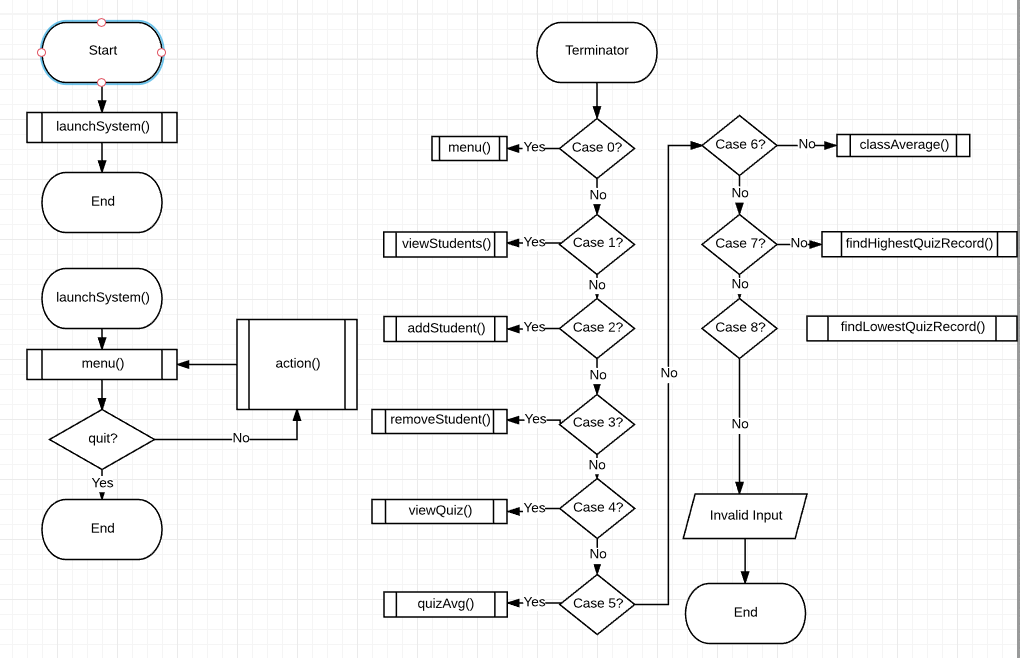 Start
launchSystem()
End
launchSystem()
menu()
action()
quit?
No
Yes
End
Terminator
menu()
Yes
Case 0?
No
viewStudents()
Yes
Case 1?
No
addStudent()
Yes
Case 2?
No
removeStudent()
Yes
Case 3?
No
viewQuiz()
Yes
Case 4?
No
quizAvg()
Yes
Case 5?
No
Case 6?
No
classAverage()
No
Case 7?
No
findHighestQuizRecord()
No
Case 8?
findLowestQuizRecord()
No
Invalid Input
End